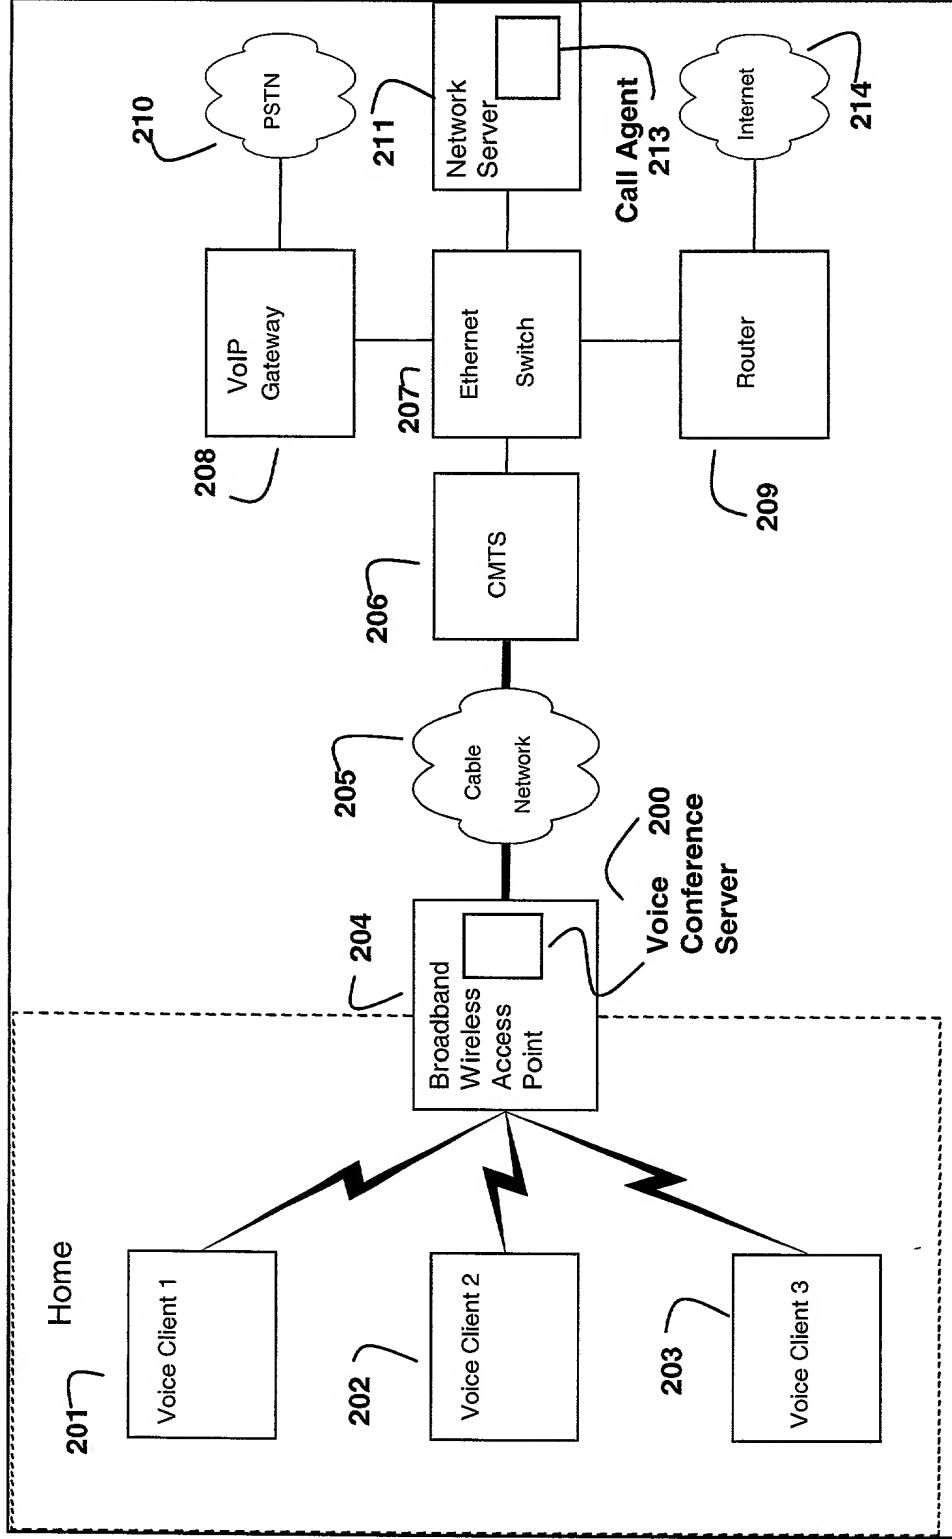 Home
201
Voice Client 1
202
Voice Client 2
203
Voice Client 3
204
Broadband
Wireless
Access
Point
Voice 200
Conference
Server
205
Cable
Network
206
CMTS
207
Ethernet
Switch
208
VoIP
Gateway
209
Router
210
PSTN
211
Network
Server
Call Agent
213
Internet
214